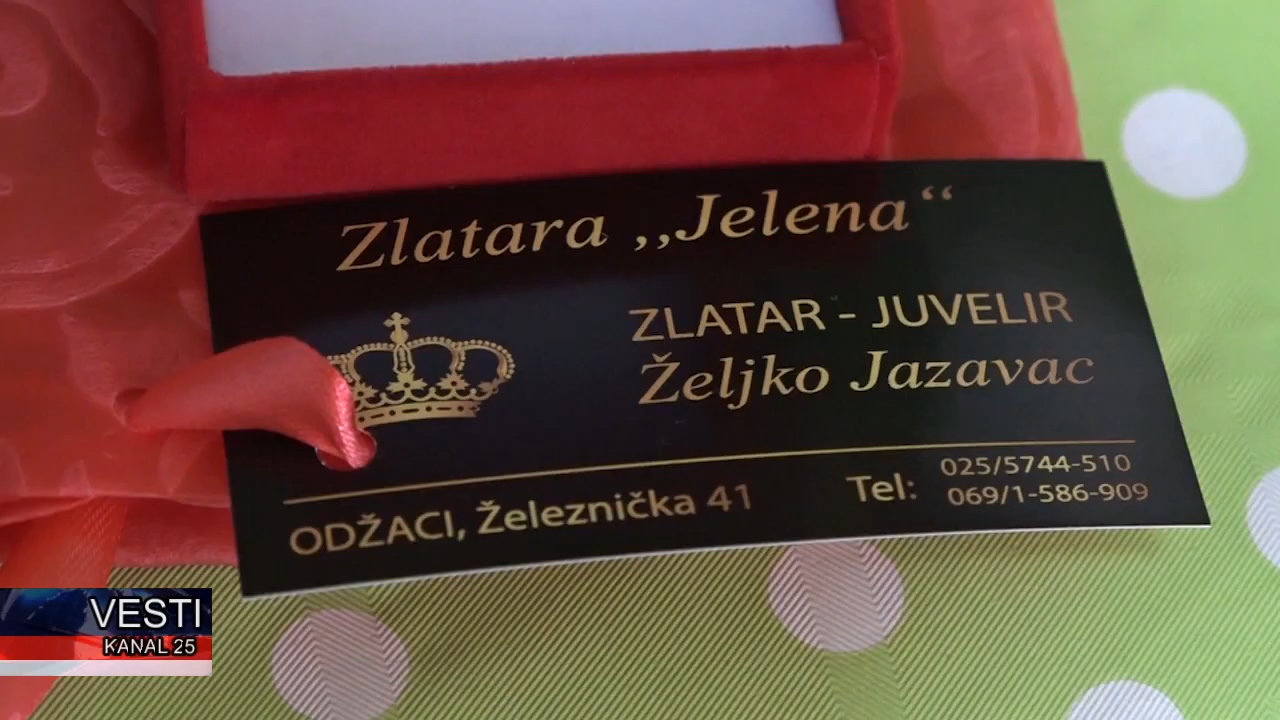 Zlatara ,,Jelena“
ZLATAR - JUVELIR
Željko Jazavac
ODŽACI, Železnička 41
Tel: 025/5744-510
069/1-586-909
VESTI
KANAL 25